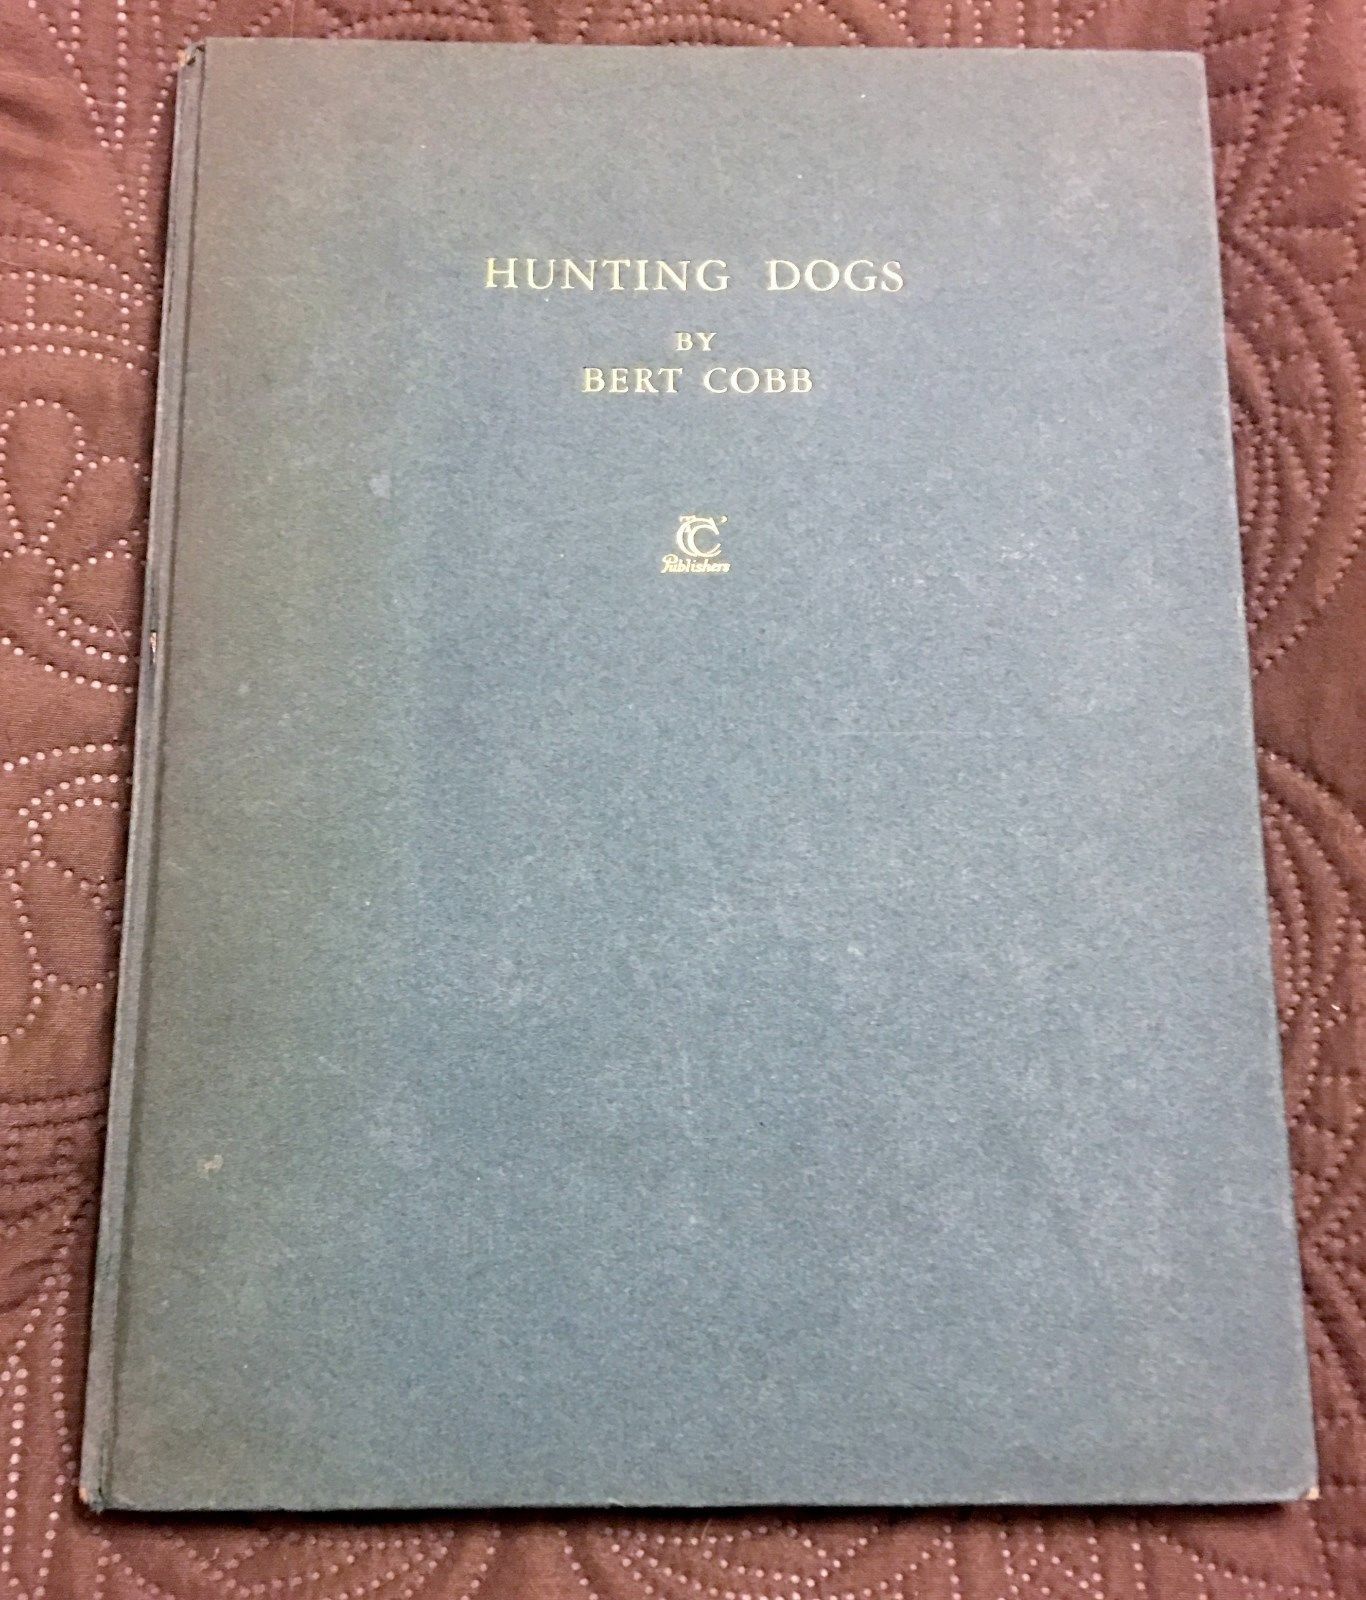 HUNTING DOGS
BY
BERT COBB
Publishers